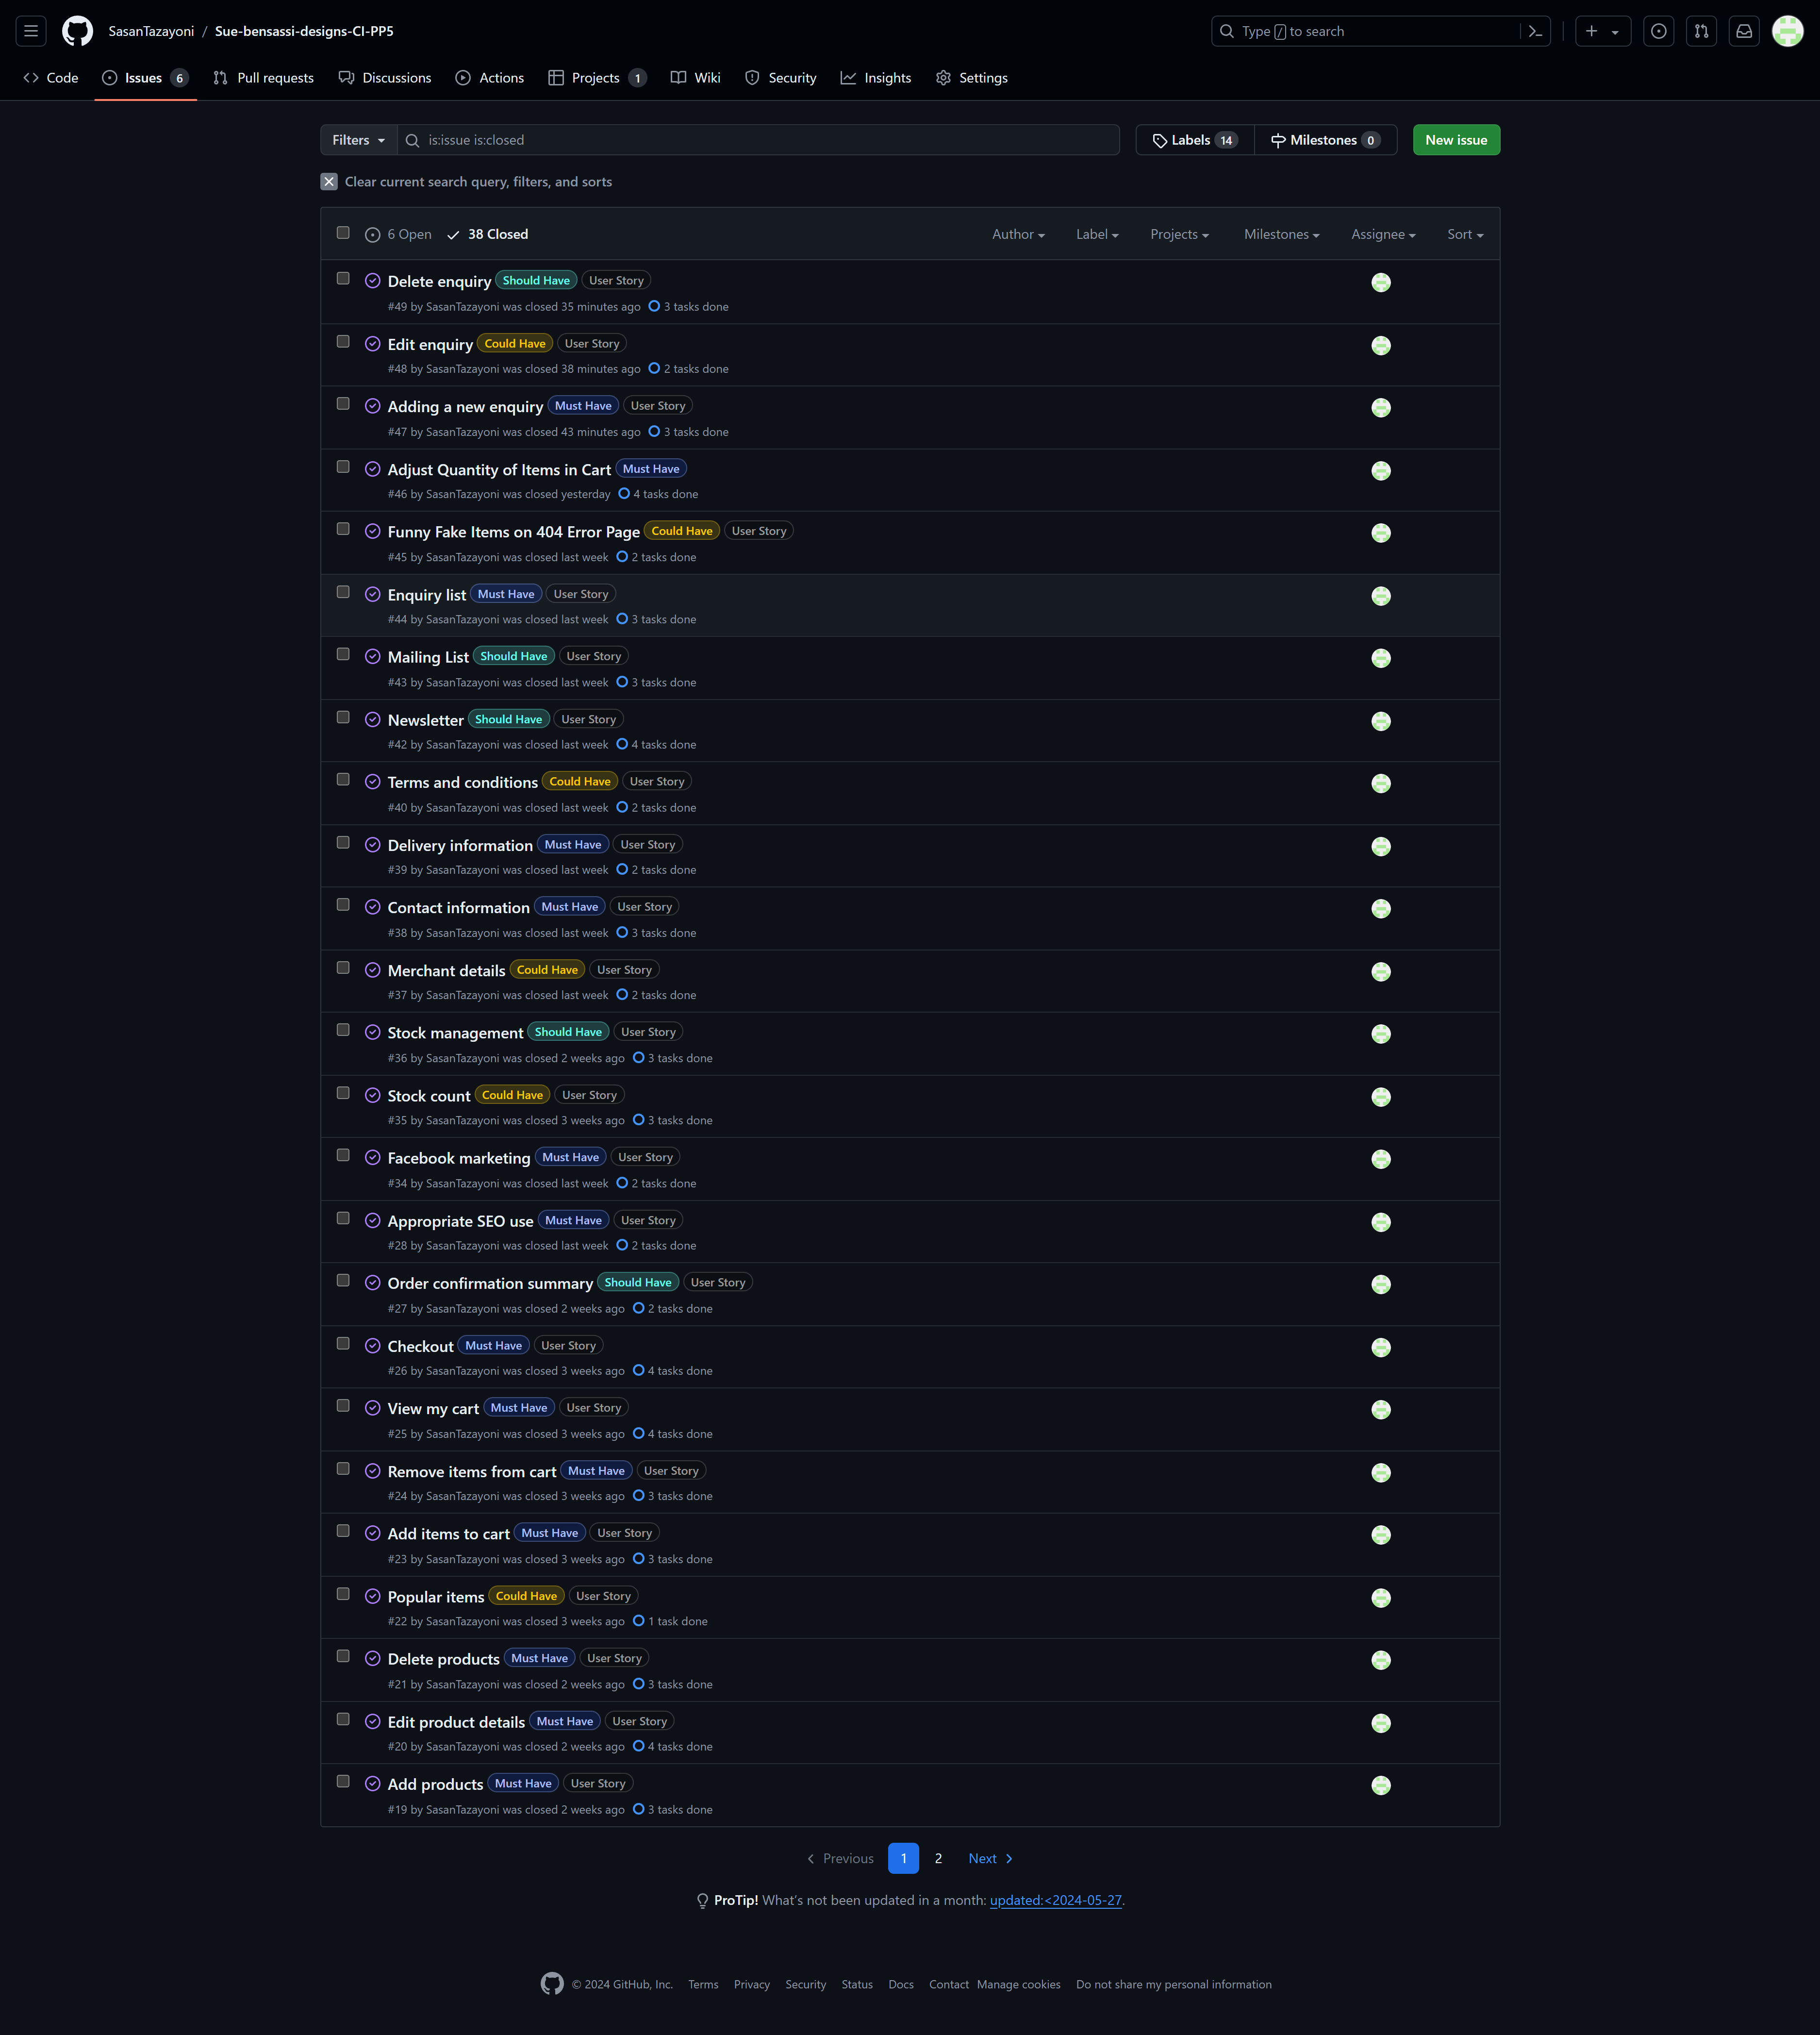 SasanTazayoni / Sue-bensassi-designs-CI-PP5
Type / to search
Code Issues 6 Pull requests Discussions Actions Projects 1 Wiki Security Insights Settings
Filters is:issue is:closed Labels 14 Milestones 0 New issue
Clear current search query, filters, and sorts
6 Open 38 Closed Author Label Projects Milestones Assignee Sort
Delete enquiry Should Have User Story
#49 by SasanTazayoni was closed 35 minutes ago 3 tasks done
Edit enquiry Could Have User Story
#48 by SasanTazayoni was closed 38 minutes ago 2 tasks done
Adding a new enquiry Must Have User Story
#47 by SasanTazayoni was closed 43 minutes ago 3 tasks done
Adjust Quantity of Items in Cart Must Have
#46 by SasanTazayoni was closed yesterday 4 tasks done
Funny Fake Items on 404 Error Page Could Have User Story
#45 by SasanTazayoni was closed last week 2 tasks done
Enquiry list Must Have User Story
#44 by SasanTazayoni was closed last week 3 tasks done
Mailing List Should Have User Story
#43 by SasanTazayoni was closed last week 3 tasks done
Newsletter Should Have User Story
#42 by SasanTazayoni was closed last week 4 tasks done
Terms and conditions Could Have User Story
#40 by SasanTazayoni was closed last week 2 tasks done
Delivery information Must Have User Story
#39 by SasanTazayoni was closed last week 2 tasks done
Contact information Must Have User Story
#38 by SasanTazayoni was closed last week 3 tasks done
Merchant details Could Have User Story
#37 by SasanTazayoni was closed last week 2 tasks done
Stock management Should Have User Story
#36 by SasanTazayoni was closed 2 weeks ago 3 tasks done
Stock count Could Have User Story
#35 by SasanTazayoni was closed 3 weeks ago 3 tasks done
Facebook marketing Must Have User Story
#34 by SasanTazayoni was closed last week 2 tasks done
Appropriate SEO use Must Have User Story
#28 by SasanTazayoni was closed last week 2 tasks done
Order confirmation summary Should Have User Story
#27 by SasanTazayoni was closed 2 weeks ago 2 tasks done
Checkout Must Have User Story
#26 by SasanTazayoni was closed 3 weeks ago 4 tasks done
View my cart Must Have User Story
#25 by SasanTazayoni was closed 3 weeks ago 4 tasks done
Remove items from cart Must Have User Story
#24 by SasanTazayoni was closed 3 weeks ago 3 tasks done
Add items to cart Must Have User Story
#23 by SasanTazayoni was closed 3 weeks ago 3 tasks done
Popular items Could Have User Story
#22 by SasanTazayoni was closed 3 weeks ago 1 task done
Delete products Must Have User Story
#21 by SasanTazayoni was closed 2 weeks ago 3 tasks done
Edit product details Must Have User Story
#20 by SasanTazayoni was closed 2 weeks ago 4 tasks done
Add products Must Have User Story
#19 by SasanTazayoni was closed 2 weeks ago 3 tasks done
Previous 1 2 Next
ProTip! What's not been updated in a month: updated:<2024-05-27.
© 2024 GitHub, Inc. Terms Privacy Security Status Docs Contact Manage cookies Do not share my personal information